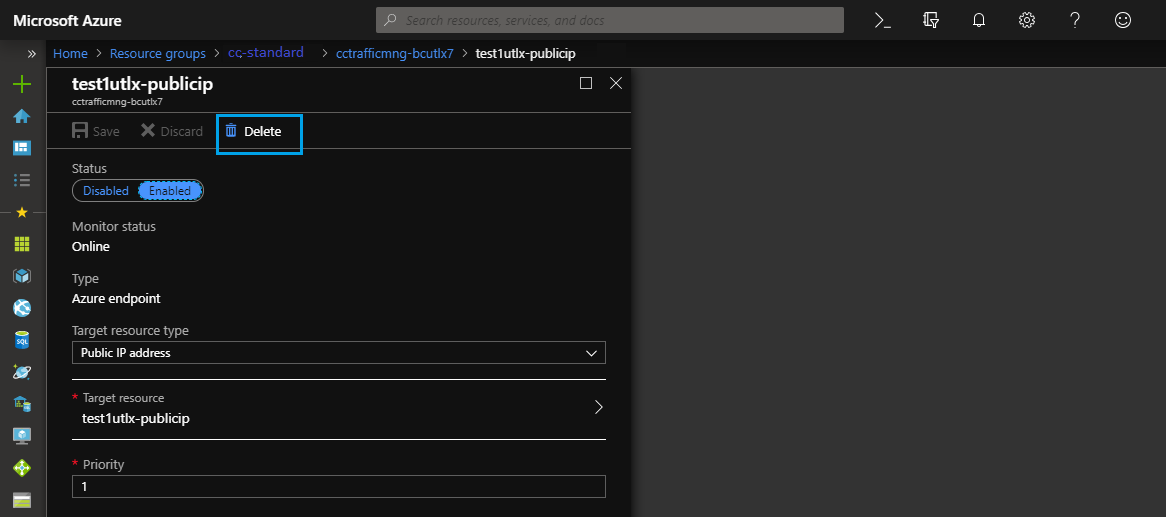 Microsoft Azure
Search resources, services, and docs
» Home > Resource groups > cc-standard > cctrafficmng-bcutlx7 > test1utlx-publicip
test1utlx-publicip
cctrafficmng-bcutlx7
Save Discard Delete
Status
Disabled Enabled
Monitor status
Online
Type
Azure endpoint
Target resource type
Public IP address
* Target resource
test1utlx-publicip
* Priority
1
SQL